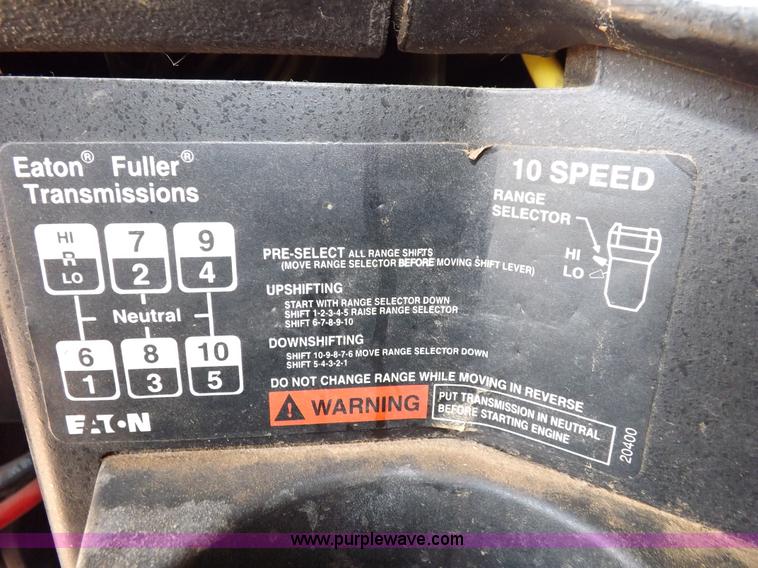 Eaton® Fuller®
Transmissions
10 SPEED
RANGE
SELECTOR
HI
LO
HI
R
LO
7
2
9
4
Neutral
6
1
8
3
10
5
EATON
PRE-SELECT ALL RANGE SHIFTS
(MOVE RANGE SELECTOR BEFORE MOVING SHIFT LEVER)
UPSHIFTING
START WITH RANGE SELECTOR DOWN
SHIFT 1-2-3-4-5 RAISE RANGE SELECTOR
SHIFT 6-7-8-9-10
DOWNSHIFTING
SHIFT 10-9-8-7-6 MOVE RANGE SELECTOR DOWN
SHIFT 5-4-3-2-1
DO NOT CHANGE RANGE WHILE MOVING IN REVERSE
WARNING
PUT TRANSMISSION IN NEUTRAL
BEFORE STARTING ENGINE
20400
www.purplewave.com